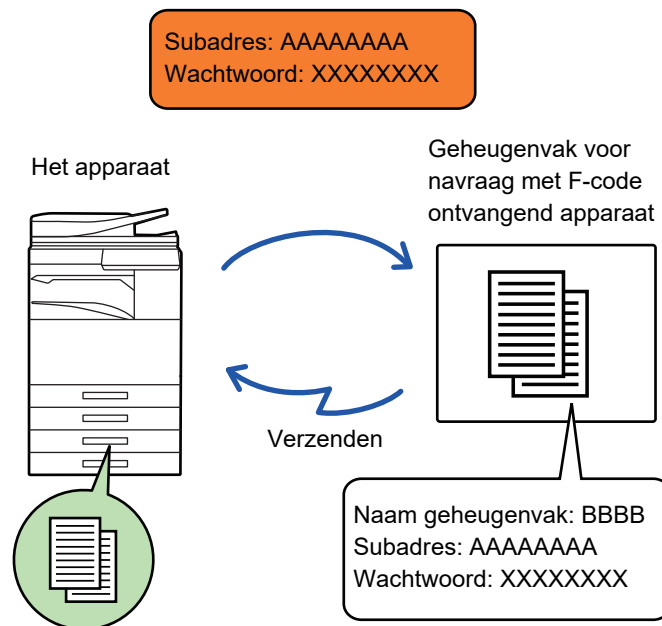 Subadres: AAAAAAAA
Wachtwoord: XXXXXXXX
Het apparaat
Geheugenvak voor
navraag met F-code
ontvangend apparaat
Verzenden
Naam geheugenvak: BBBB
Subadres: AAAAAAAA
Wachtwoord: XXXXXXXX